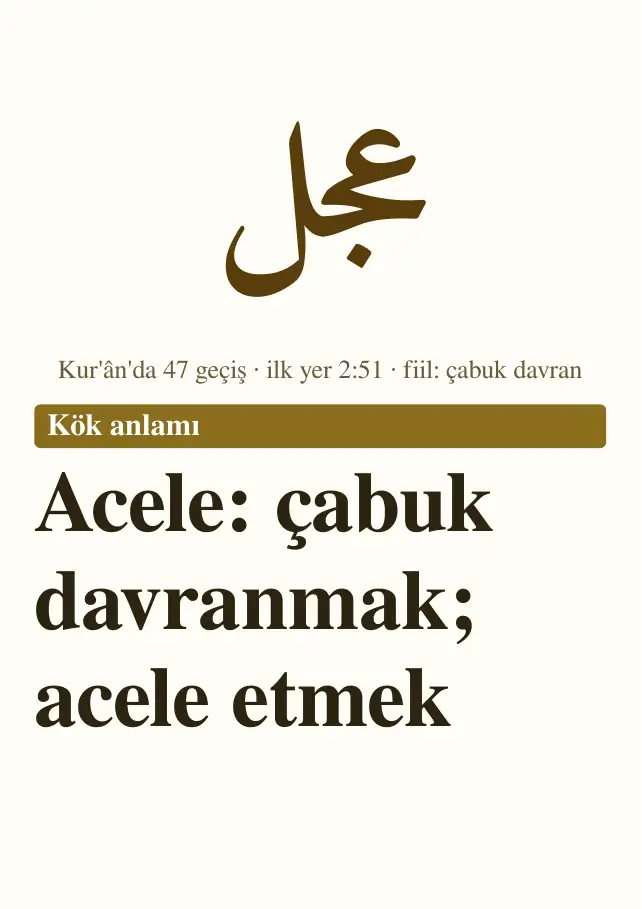 عجل
Kur'ân'da 47 geçiş · ilk yer 2:51 · fiil: çabuk davran
Kök anlamı
Acele: çabuk
davranmak;
acele etmek